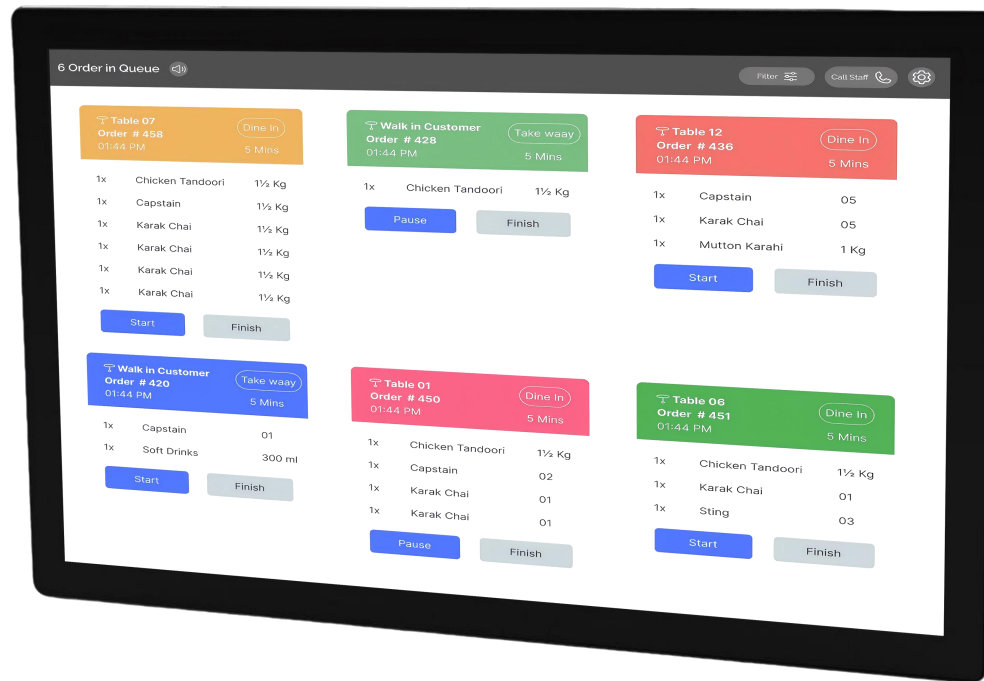 6 Order in Queue
Filter
Call Staff
Table 07
Order # 458
01:44 PM
Dine In
5 Mins
1x Chicken Tandoori 1½ Kg
1x Capstain 1½ Kg
1x Karak Chai 1½ Kg
1x Karak Chai 1½ Kg
1x Karak Chai 1½ Kg
1x Karak Chai 1½ Kg
Start Finish
Walk in Customer
Order # 428
01:44 PM
Take waay
5 Mins
1x Chicken Tandoori 1½ Kg
Pause Finish
Table 12
Order # 436
01:44 PM
Dine In
5 Mins
1x Capstain 05
1x Karak Chai 05
1x Mutton Karahi 1 Kg
Start Finish
Walk in Customer
Order # 420
01:44 PM
Take waay
5 Mins
1x Capstain 01
1x Soft Drinks 300 ml
Start Finish
Table 01
Order # 450
01:44 PM
Dine In
5 Mins
1x Chicken Tandoori 1½ Kg
1x Capstain 02
1x Karak Chai 01
1x Karak Chai 01
Pause Finish
Table 06
Order # 451
01:44 PM
Dine In
5 Mins
1x Chicken Tandoori 1½ Kg
1x Karak Chai 01
1x Sting 03
Start Finish